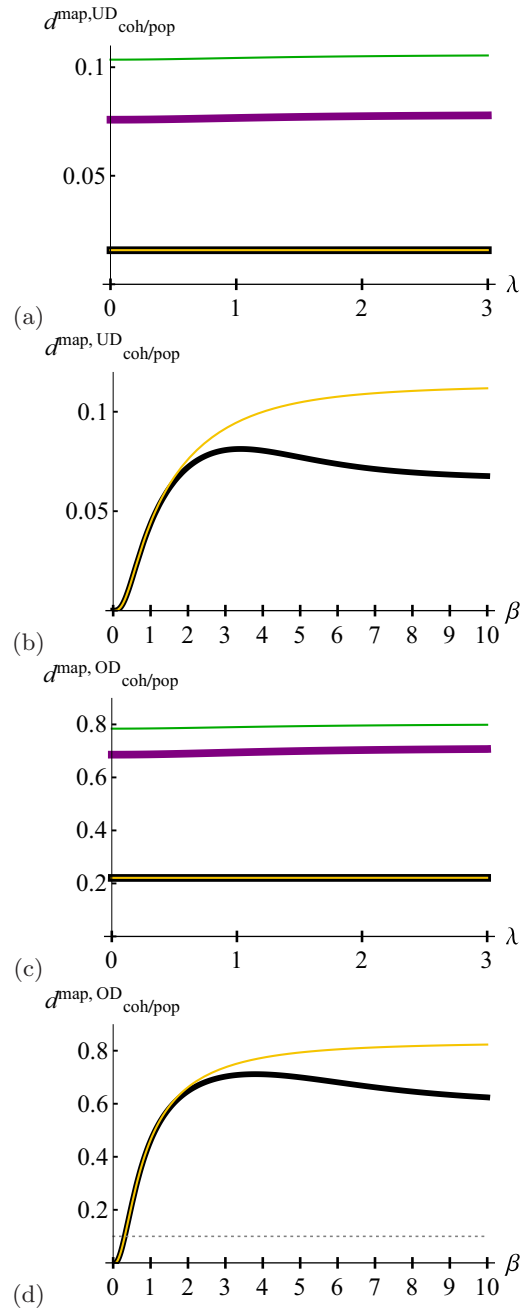 d^map,UD_coh/pop
0.1
0.05
0 1 2 3 λ
(a)
d^map, UD_coh/pop
0.1
0.05
0 1 2 3 4 5 6 7 8 9 10 β
(b)
d^map, OD_coh/pop
0.8
0.6
0.4
0.2
0 1 2 3 λ
(c)
d^map, OD_coh/pop
0.8
0.6
0.4
0.2
0 1 2 3 4 5 6 7 8 9 10 β
(d)